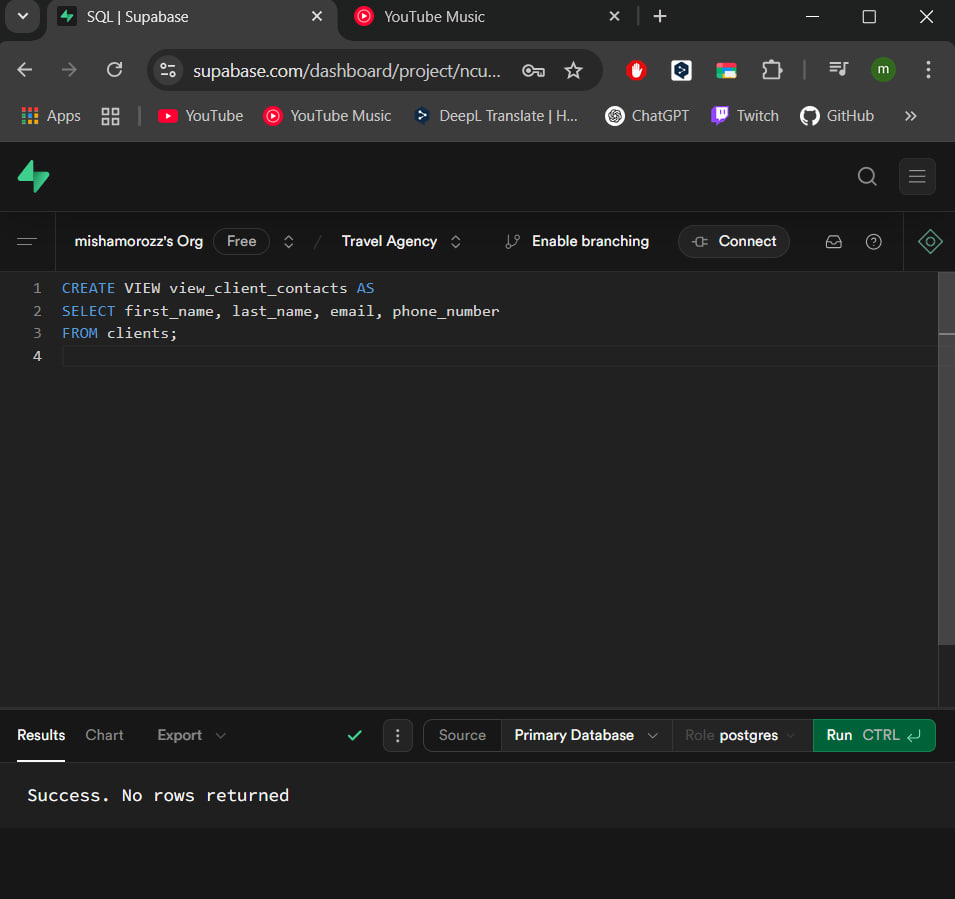 SQL | Supabase
YouTube Music
supabase.com/dashboard/project/ncu...
m
Apps
YouTube
YouTube Music
DeepL Translate | H...
ChatGPT
Twitch
GitHub
mishamorozz's Org
Free
/
Travel Agency
Enable branching
Connect
1 CREATE VIEW view_client_contacts AS
2 SELECT first_name, last_name, email, phone_number
3 FROM clients;
4
Results
Chart
Export
Source
Primary Database
Role postgres
Run CTRL
Success. No rows returned